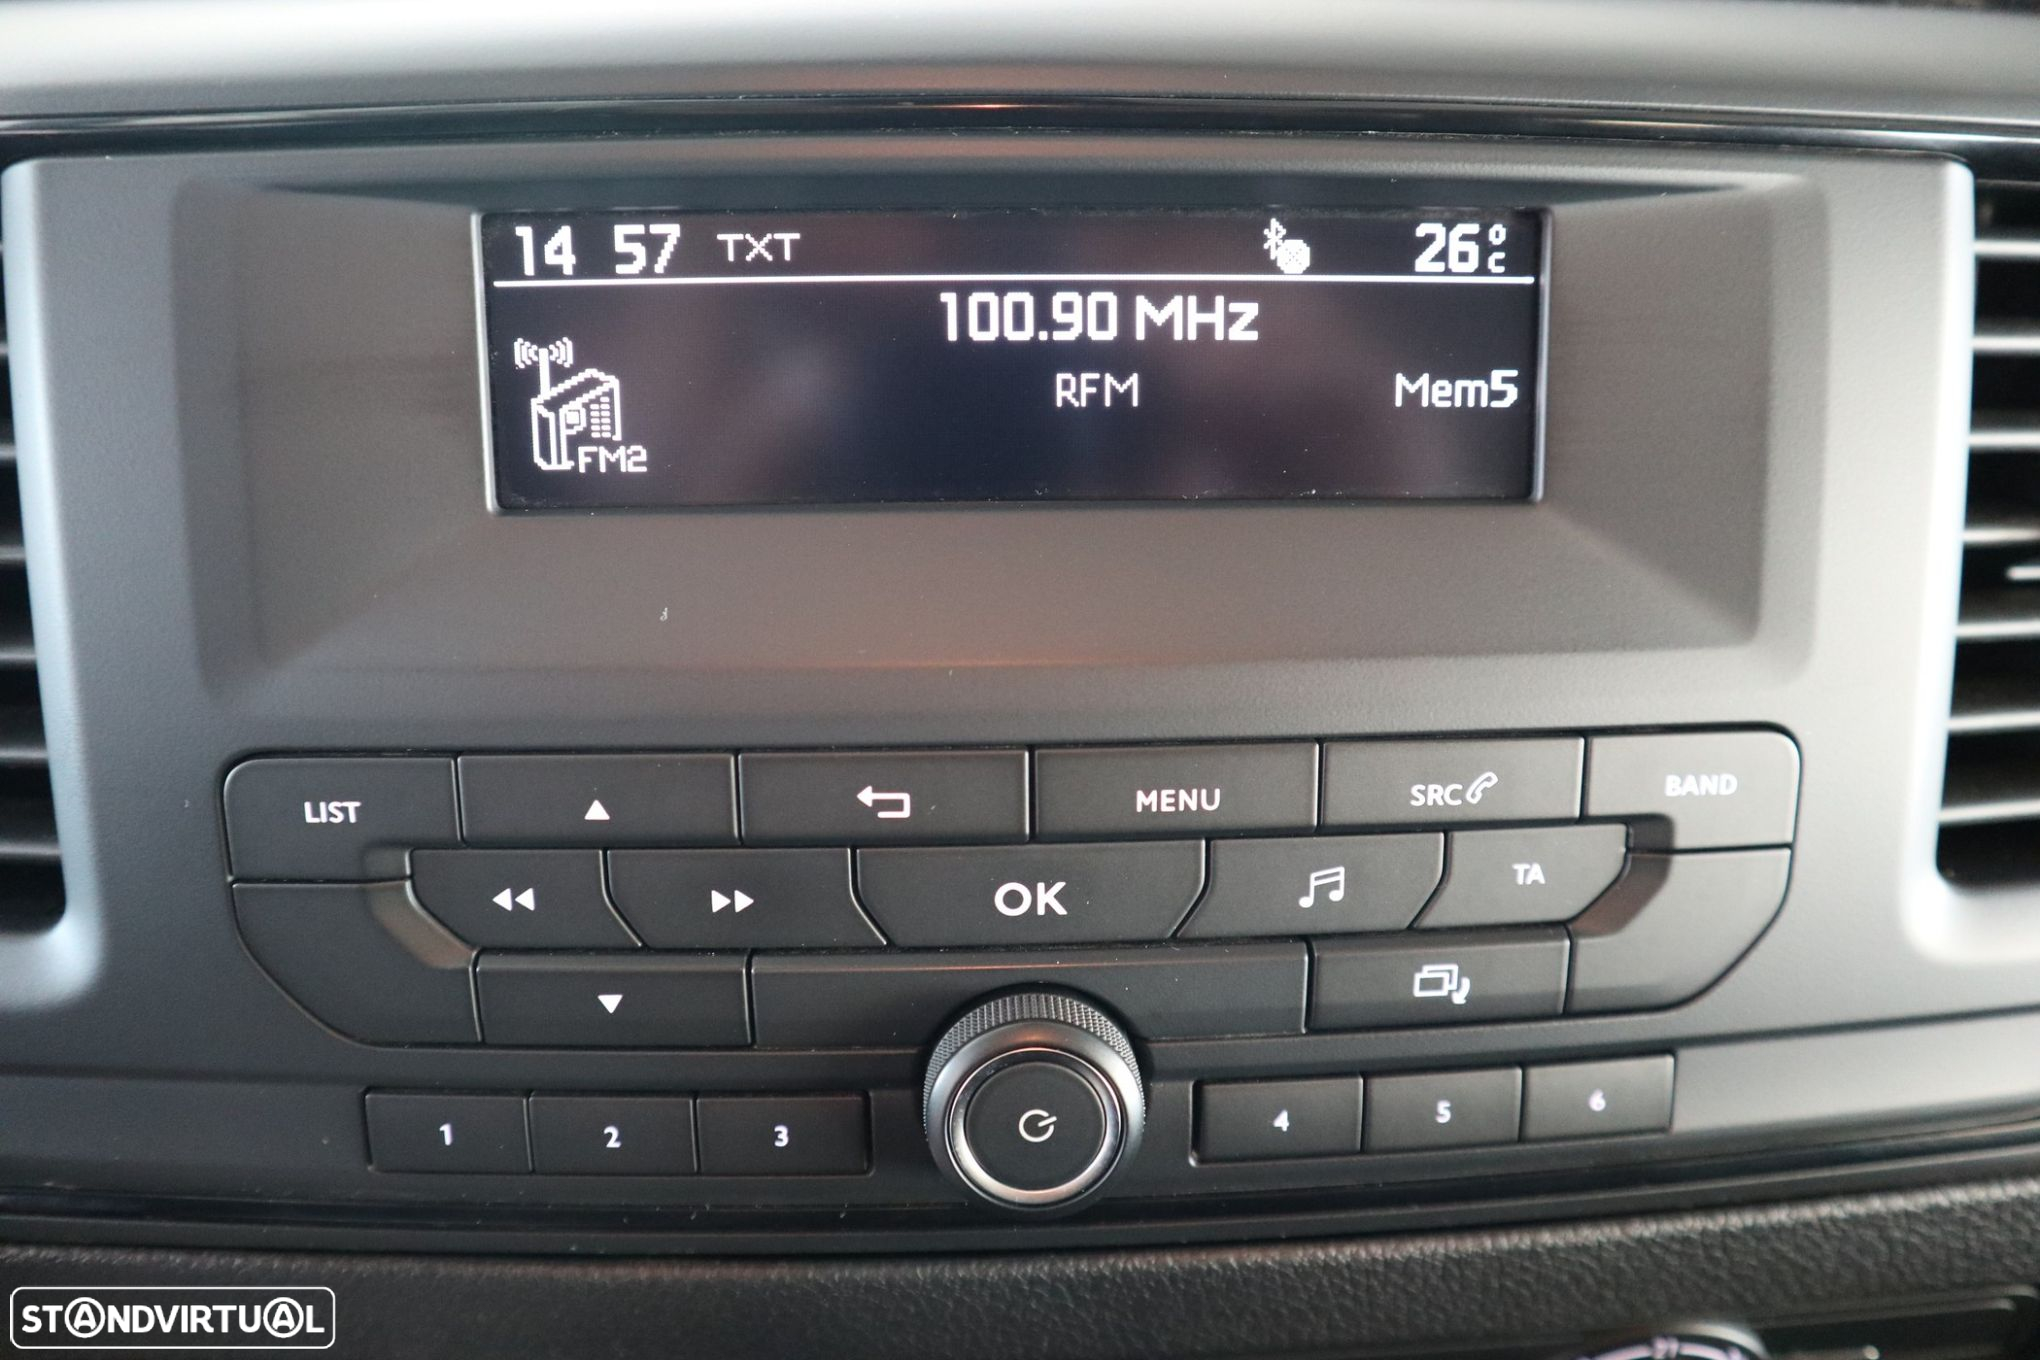 14 57 TXT 26°C
100.90 MHz
RFM Mem5
FM2
LIST MENU SRC BAND
OK TA
1 2 3 4 5 6
STANDVIRTUAL
21